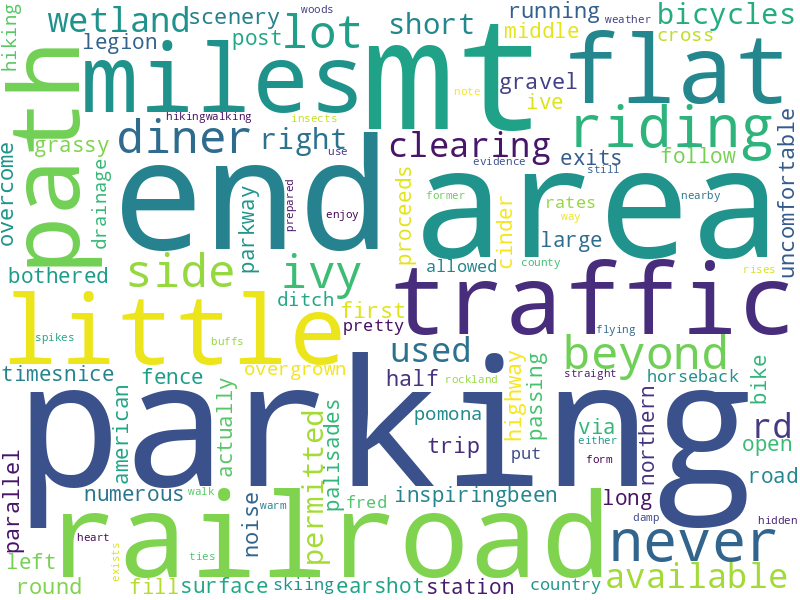 woods
hiking
wetland
scenery
post
lot
short
running
middle
weather
bicycles
cross
legion
path
miles
mt
flat
gravel
ive
note
hikingwalking
insects
riding
grassy
diner
right
use
clearing
evidence
exits
still
follow
uncomfortable
overcome
drainage
end
prepared
enjoy
parkway
proceeds
area
former
cinder
rates
way
large
nearby
bothered
side
ivy
ditch
allowed
county
rises
little
first
pretty
traffic
flying
spikes
buffs
overgrown
used
beyond
timesnice
fence
half
rockland
highway
passing
straight
horseback
bike
parking
american
actually
permitted
palisades
pomona
trip
put
via
either
form
northern
rd
open
road
parallel
numerous
walk
noise
warm
fred
inspiringbeen
long
damp
hidden
railroad
heart
never
left
exists
ties
round
fill
surface
skiing
earshot
station
country
available